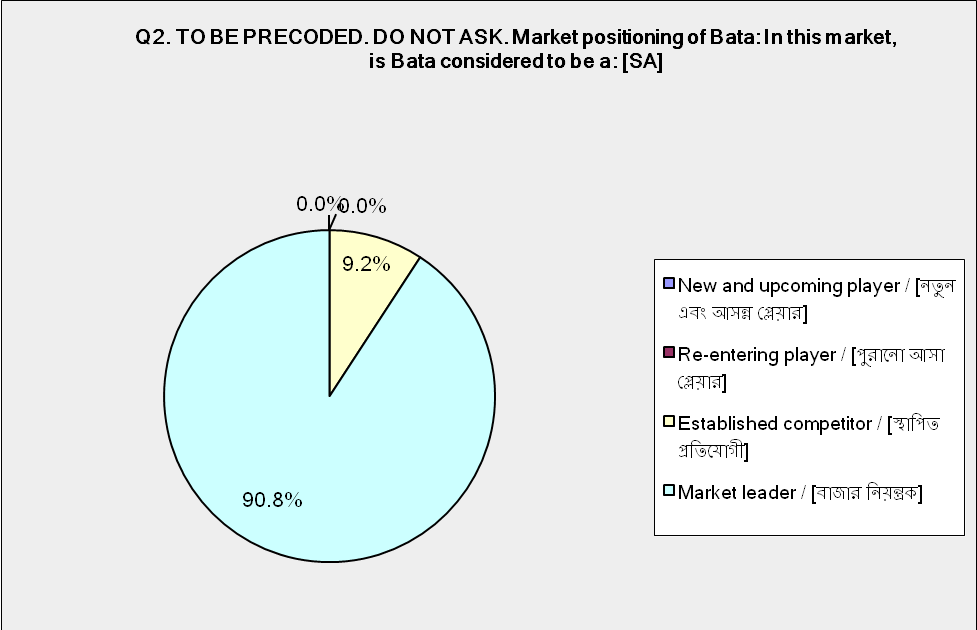 Q2. TO BE PRECODED. DO NOT ASK. Market positioning of Bata: In this market,
is Bata considered to be a: [SA]
0.0%
0.0%
9.2%
90.8%
New and upcoming player / [নতুন
এবং আসন্ন প্লেয়ার]
Re-entering player / [পুরানো আসা
প্লেয়ার]
Established competitor / [স্থাপিত
প্রতিযোগী]
Market leader / [বাজার নিয়ন্ত্রক]